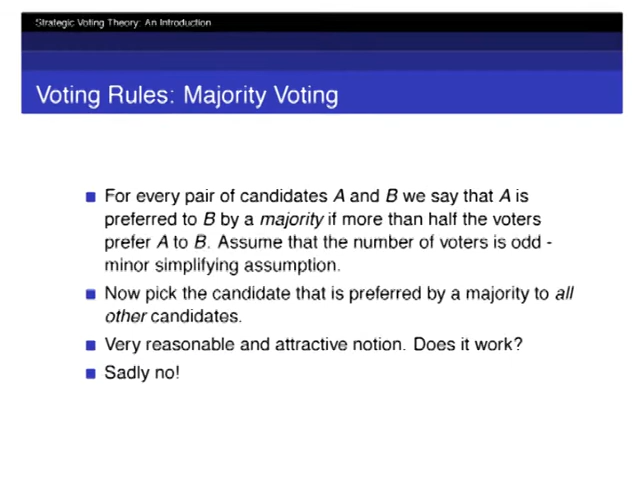 Strategic Voting Theory: An Introduction
Voting Rules: Majority Voting
For every pair of candidates A and B we say that A is
preferred to B by a majority if more than half the voters
prefer A to B. Assume that the number of voters is odd -
minor simplifying assumption.
Now pick the candidate that is preferred by a majority to all
other candidates.
Very reasonable and attractive notion. Does it work?
Sadly no!